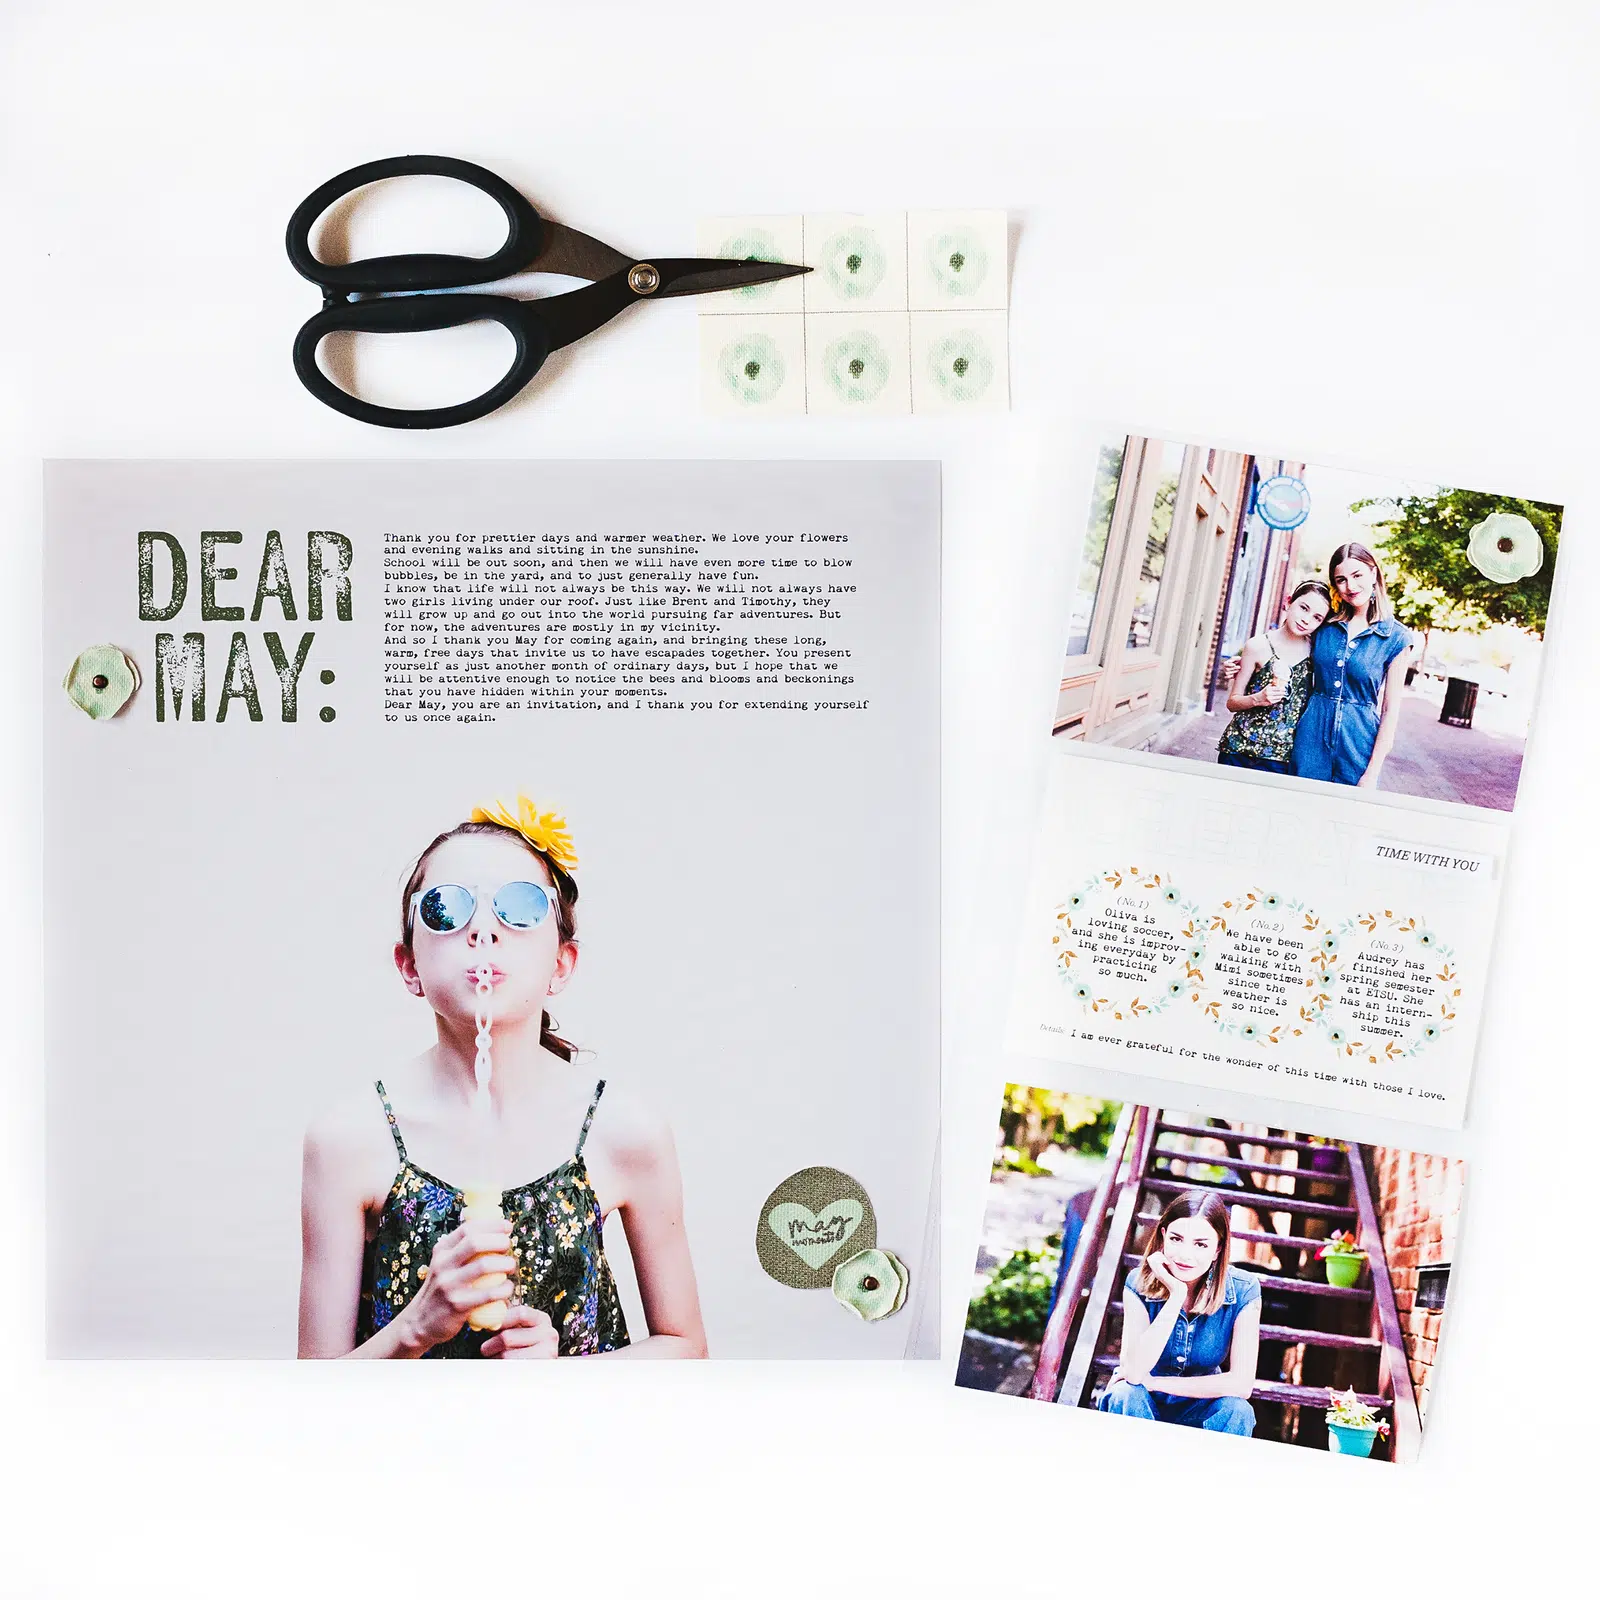 DEAR
MAY:
Thank you for prettier days and warmer weather. We love your flowers
and evening walks and sitting in the sunshine.
School will be out soon, and then we will have even more time to blow
bubbles, be in the yard, and to just generally have fun.
I know that life will not always be this way. We will not always have
two girls living under our roof. Just like Brent and Timothy, they
will grow up and go out into the world pursuing far adventures. But
for now, the adventures are mostly in my vicinity.
And so I thank you May for coming again, and bringing these long,
warm, free days that invite us to have escapades together. You present
yourself as just another month of ordinary days, but I hope that we
will be attentive enough to notice the bees and blooms and beckonings
that you have hidden within your moments.
Dear May, you are an invitation, and I thank you for extending yourself
to us once again.
may
moments
TIME WITH YOU
(No. 1)
Oliva is
loving soccer,
and she is improv-
ing everyday by
practicing
so much.
(No. 2)
We have been
able to go
walking with
Mimi sometimes
since the
weather is
so nice.
(No. 3)
Audrey has
finished her
spring semester
at ETSU. She
has an intern-
ship this
summer.
Details: I am ever grateful for the wonder of this time with those I love.